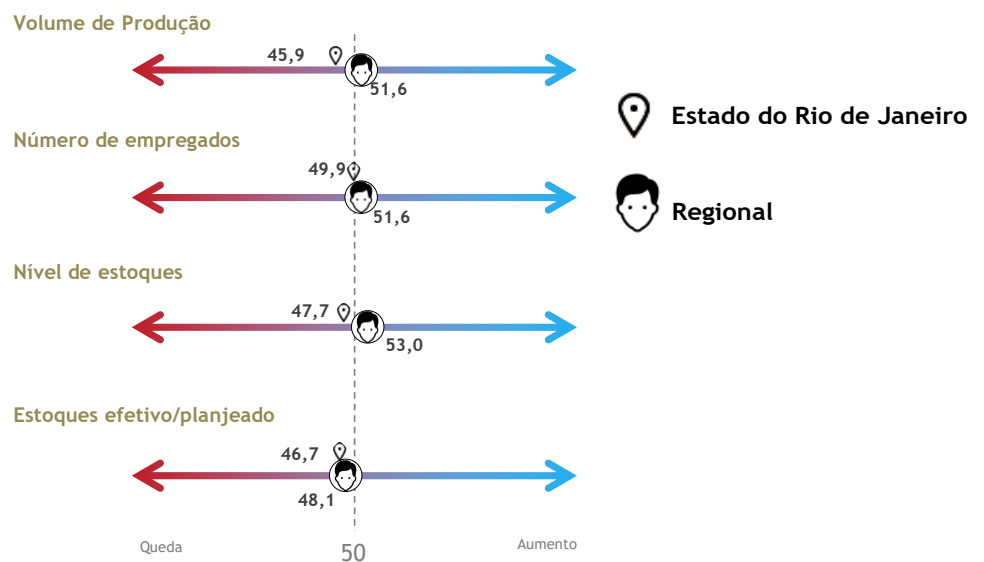 Volume de Produção
45,9
51,6
Estado do Rio de Janeiro
Número de empregados
49,9
51,6
Regional
Nível de estoques
47,7
53,0
Estoques efetivo/planjeado
46,7
48,1
Queda
50
Aumento